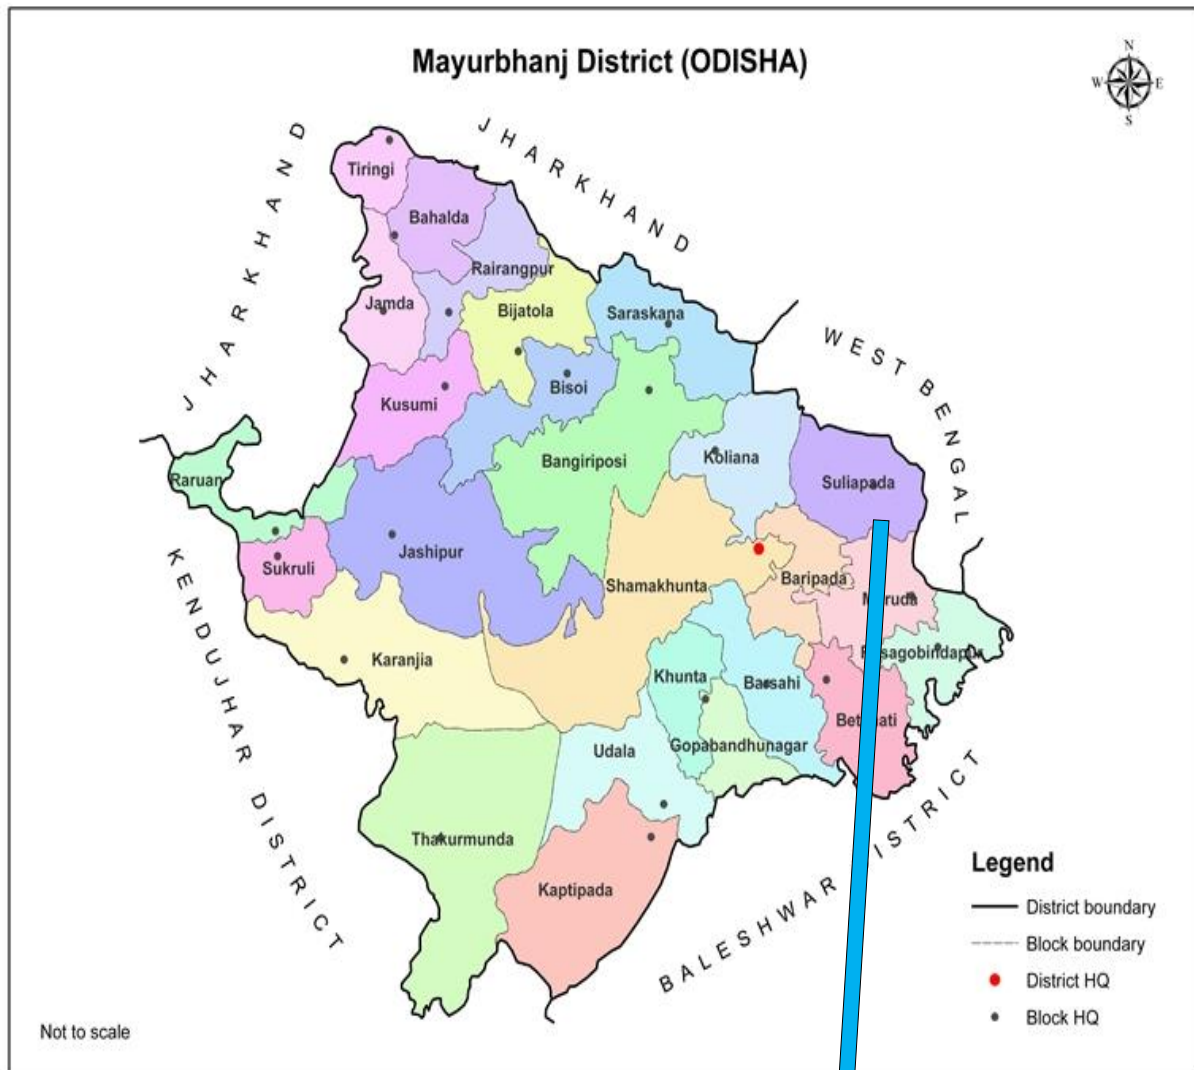 Mayurbhanj District (ODISHA)
N
W E
S
JHARKHAND
JHARKHAND
WEST BENGAL
Tiringi
Bahalda
Rairangpur
Jamda
Bijatola
Saraskana
Bisoi
Kusumi
Koliana
Bangiriposi
Raruan
Suliapada
Jashipur
Sukruli
Shamakhunta
Baripada
Karanjia
Khunta
Barsahi
Udala
Gopabandhunagar
Thakurmunda
Kaptipada
KENDUJHAR DISTRICT
BALESHWAR ISTRICT
Legend
District boundary
Block boundary
District HQ
Block HQ
Not to scale